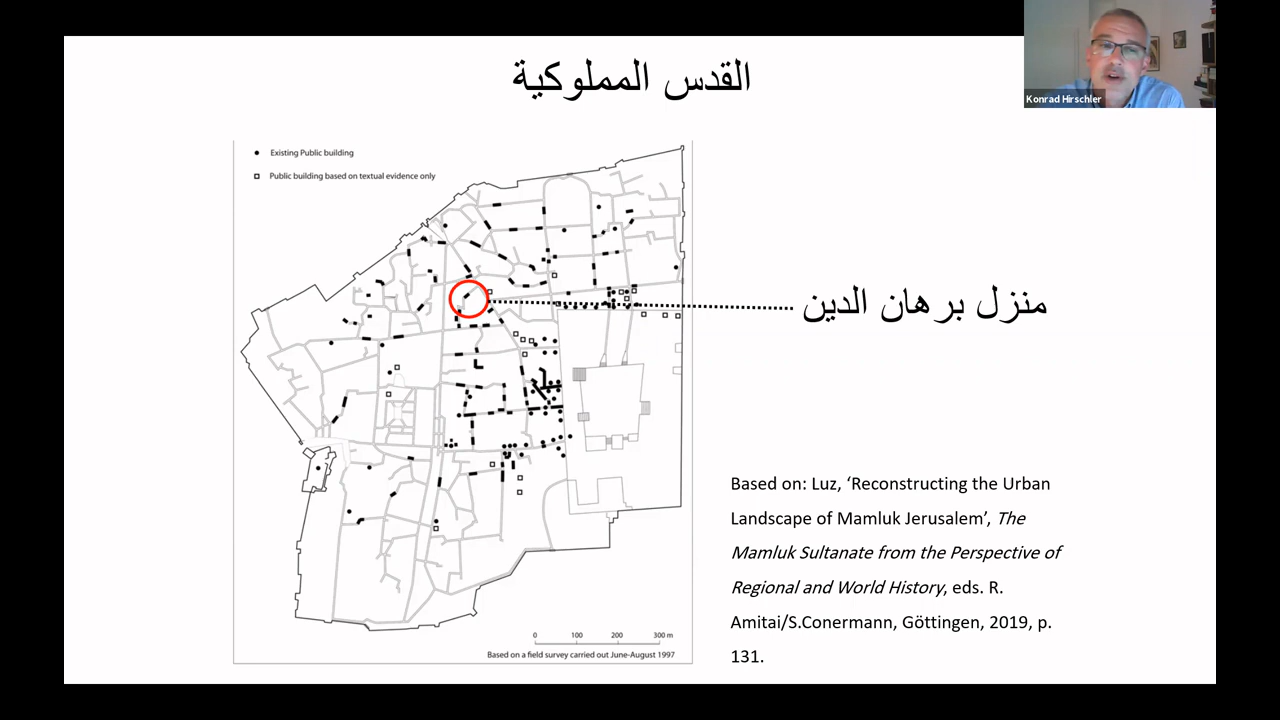 القدس المملوكية
Konrad Hirschler
Existing Public building
Public building based on textual evidence only
منزل برهان الدين
Based on: Luz, ‘Reconstructing the Urban
Landscape of Mamluk Jerusalem’, The
Mamluk Sultanate from the Perspective of
Regional and World History, eds. R.
Amitai/S.Conermann, Göttingen, 2019, p.
131.
0 100 200 300 m
Based on a field survey carried out June-August 1997